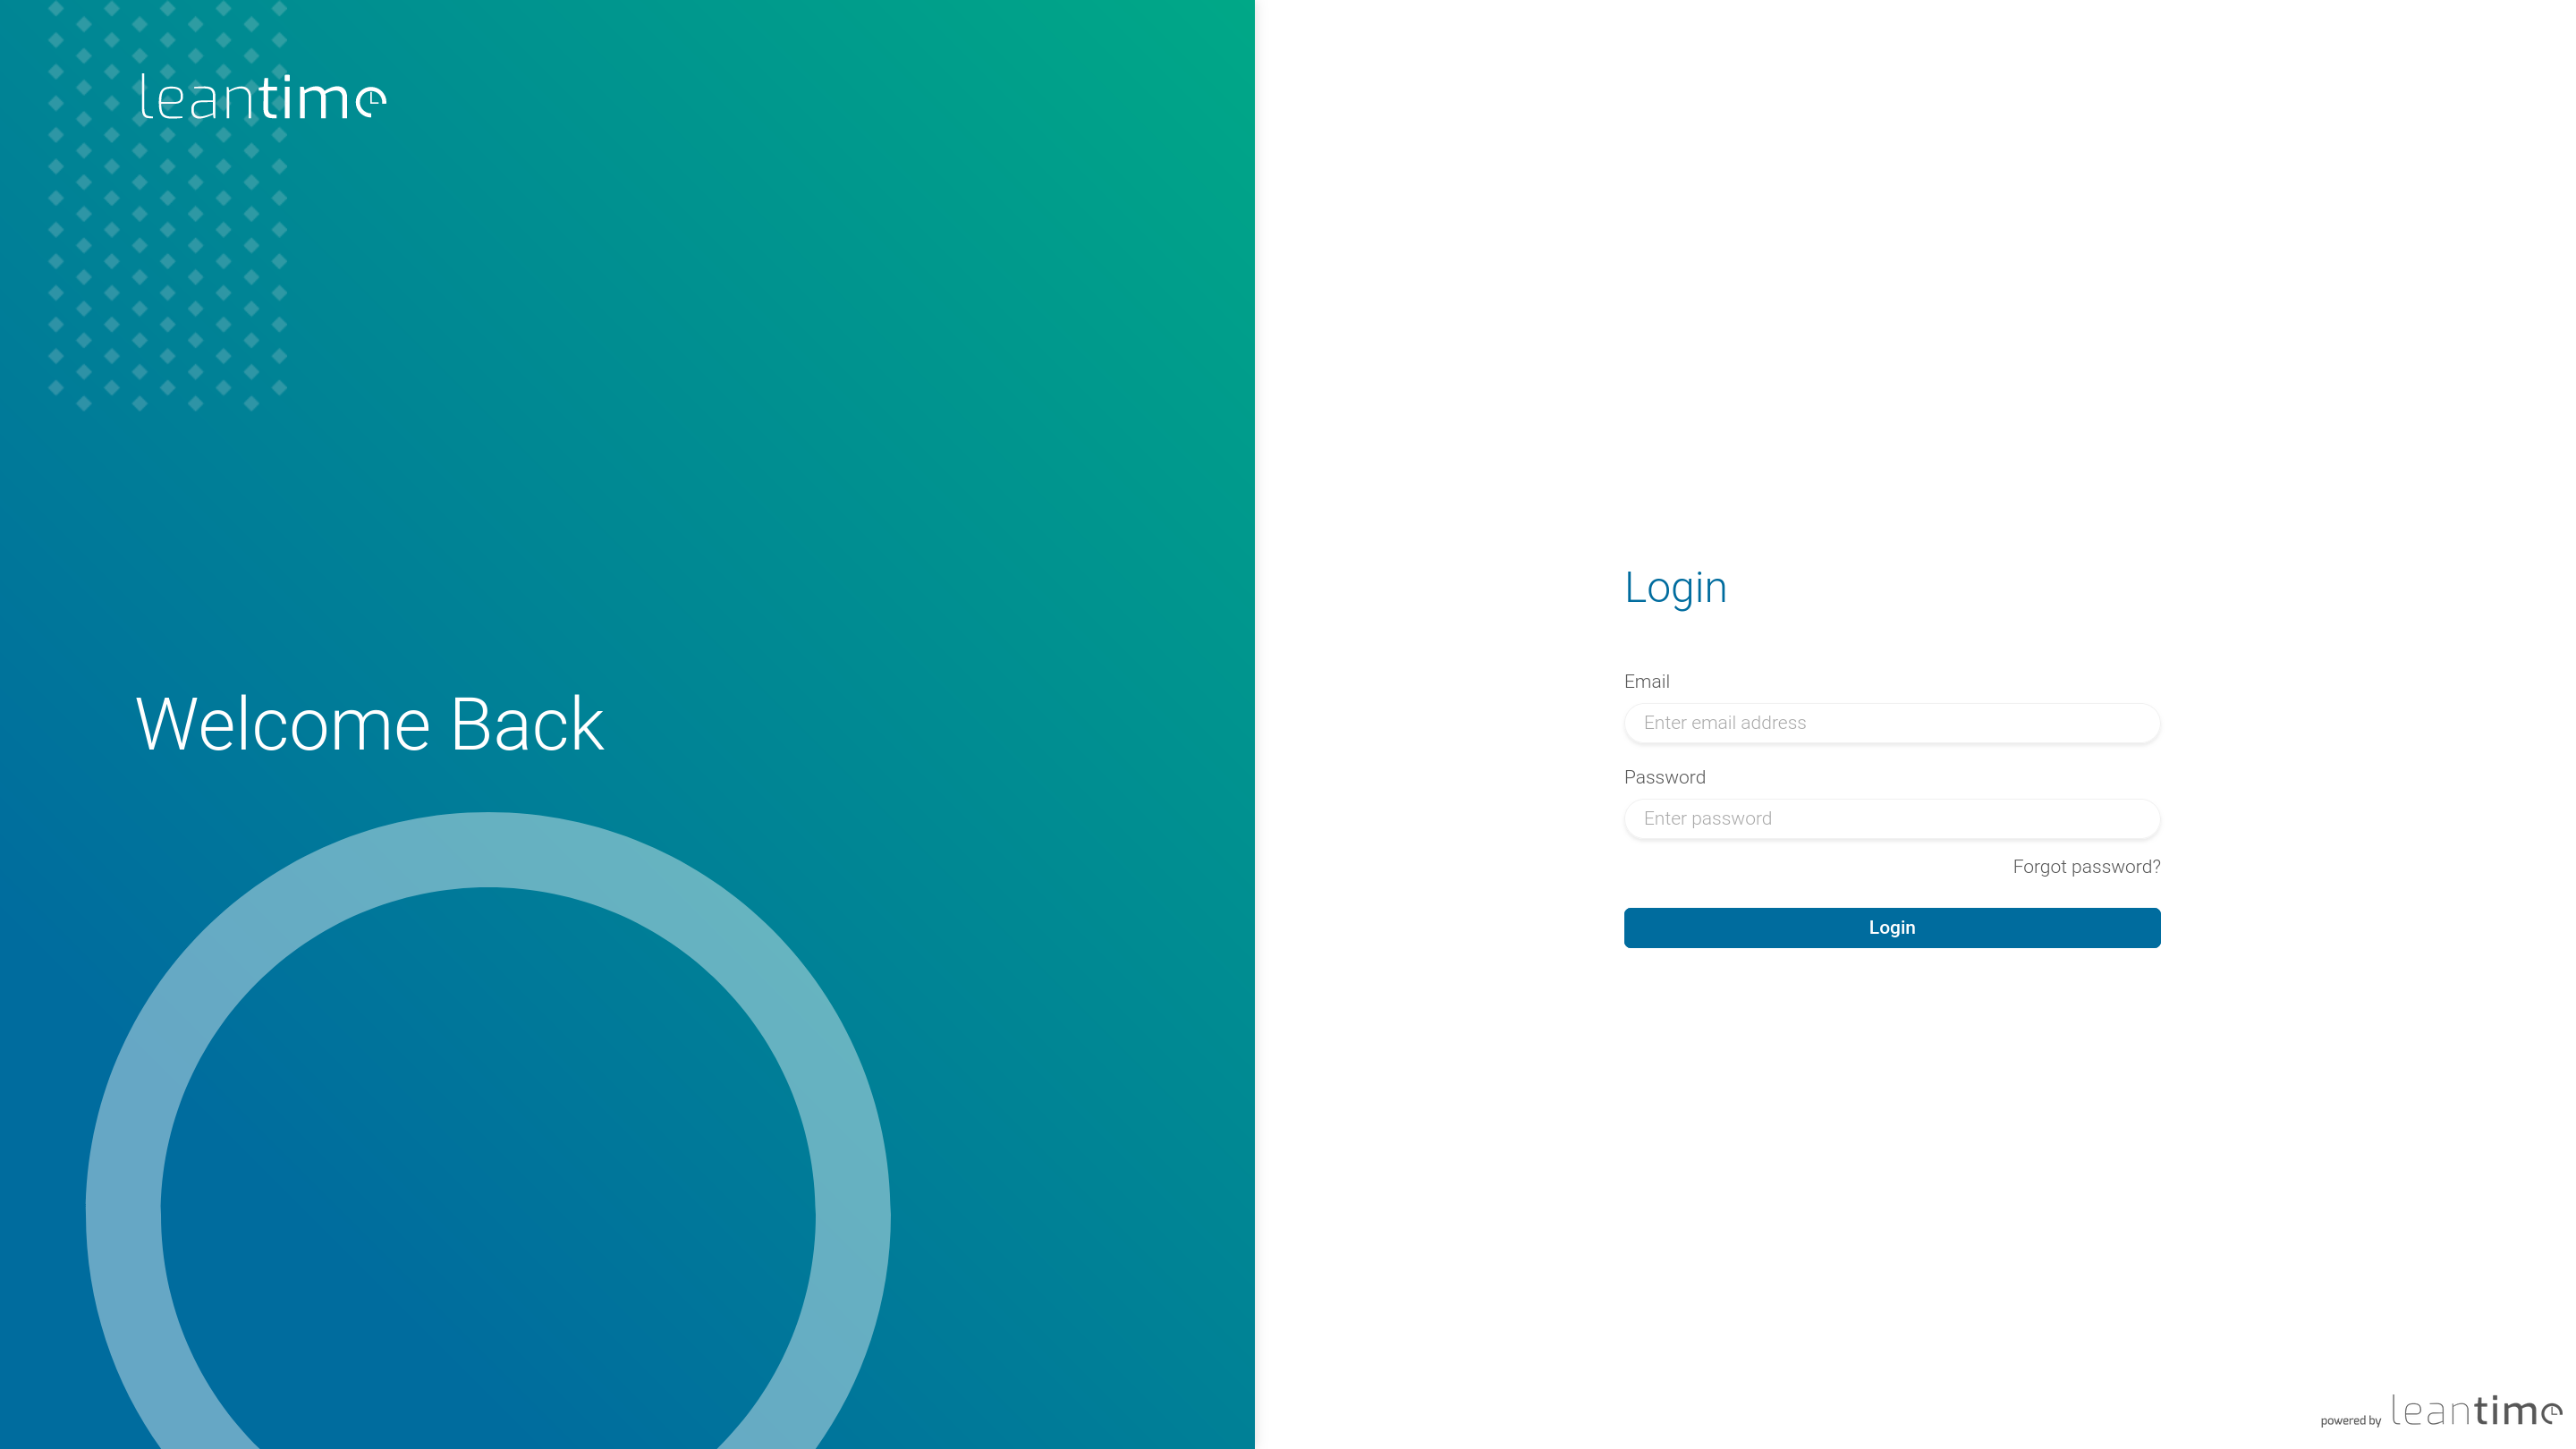 leantime
Welcome Back
Login
Email
Enter email address
Password
Enter password
Forgot password?
Login
powered by leantime